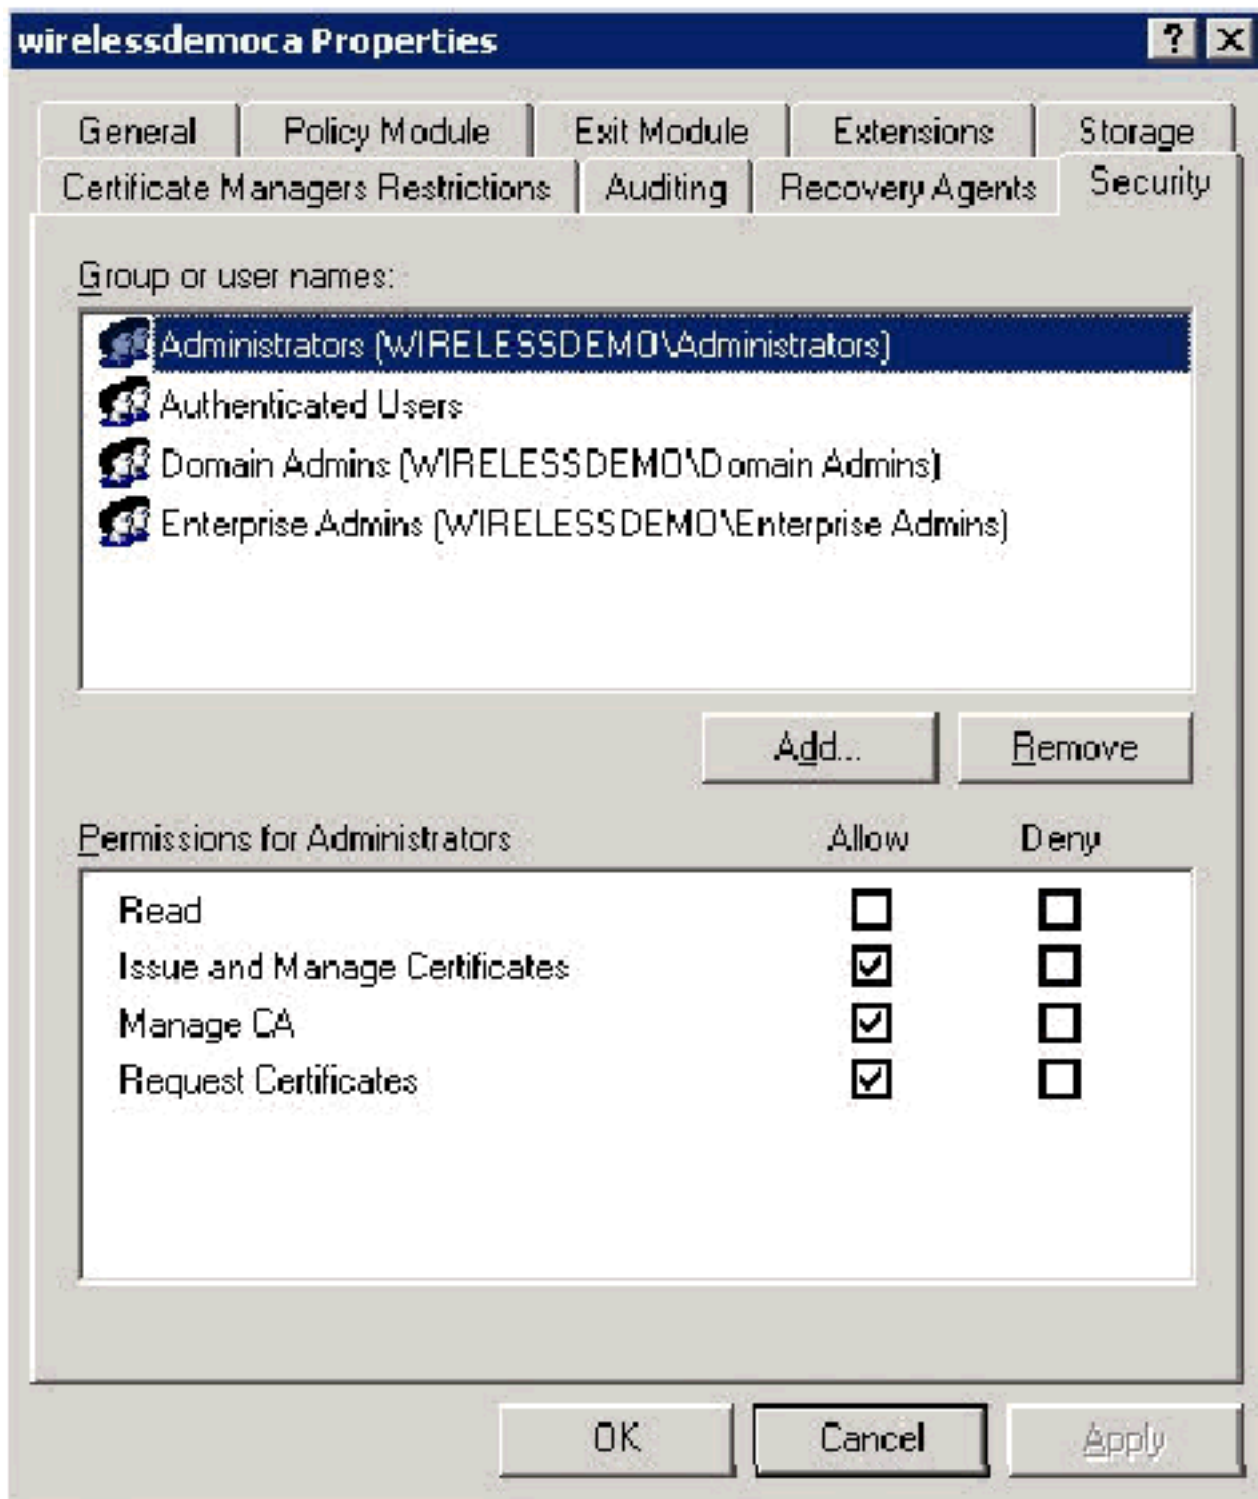 wirelessdemoca Properties
General Policy Module Exit Module Extensions Storage
Certificate Managers Restrictions Auditing Recovery Agents Security
Group or user names:
Administrators (WIRELESSDEMO\Administrators)
Authenticated Users
Domain Admins (WIRELESSDEMO\Domain Admins)
Enterprise Admins (WIRELESSDEMO\Enterprise Admins)
Add... Remove
Permissions for Administrators Allow Deny
Read
Issue and Manage Certificates
Manage CA
Request Certificates
OK Cancel Apply